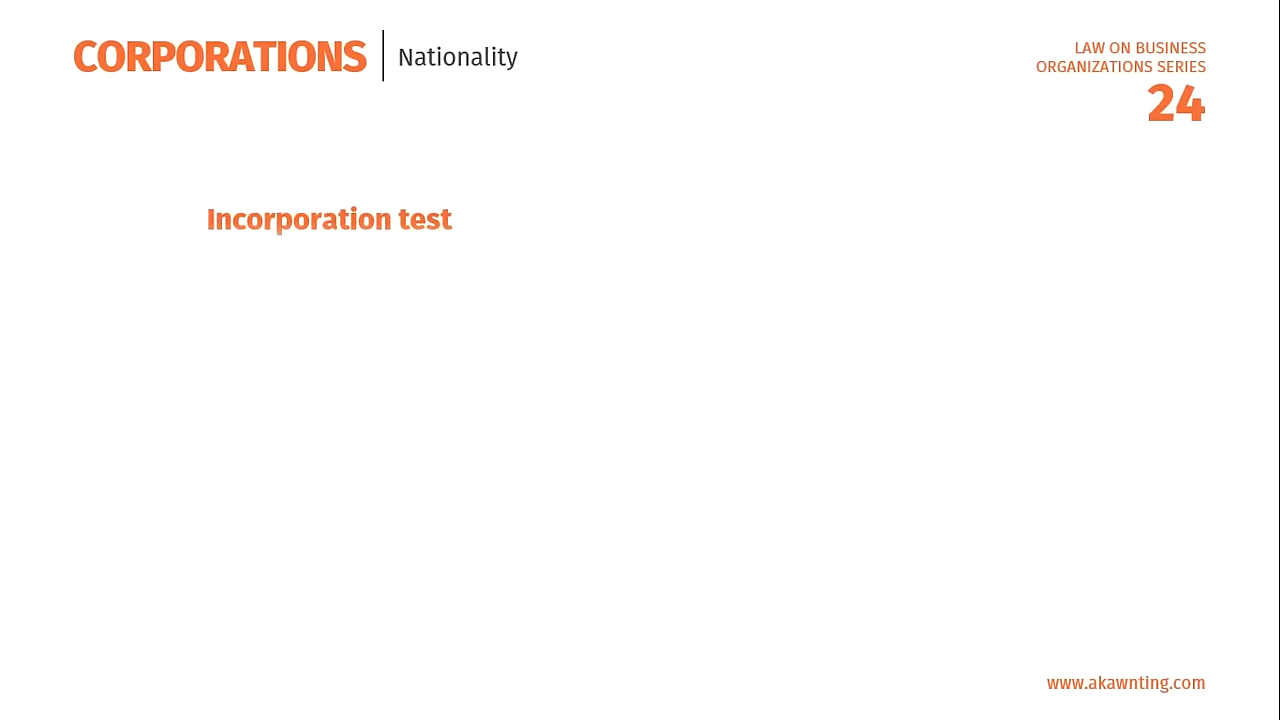 CORPORATIONS
Nationality
LAW ON BUSINESS
ORGANIZATIONS SERIES
24
Incorporation test
www.akawnting.com